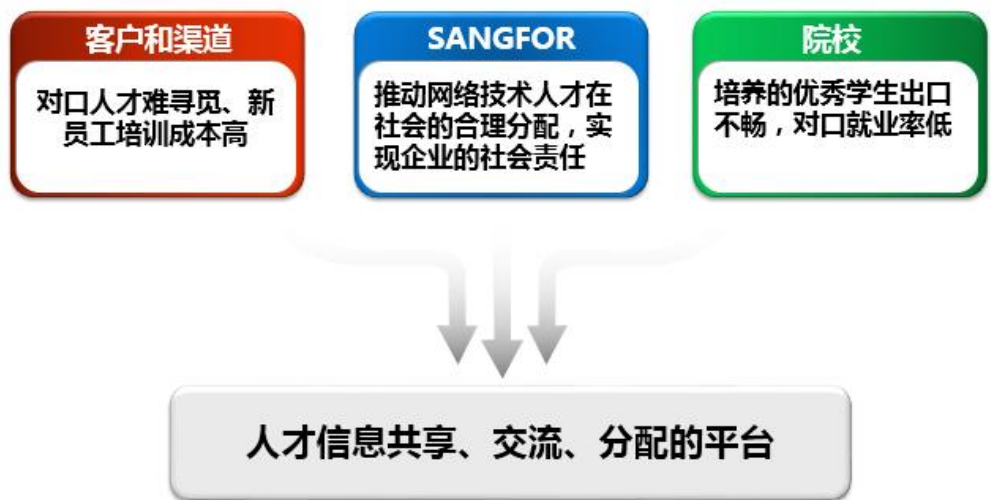 客户和渠道
对口人才难寻觅、新
员工培训成本高
SANGFOR
推动网络技术人才在
社会的合理分配，实
现企业的社会责任
院校
培养的优秀学生出口
不畅，对口就业率低
人才信息共享、交流、分配的平台